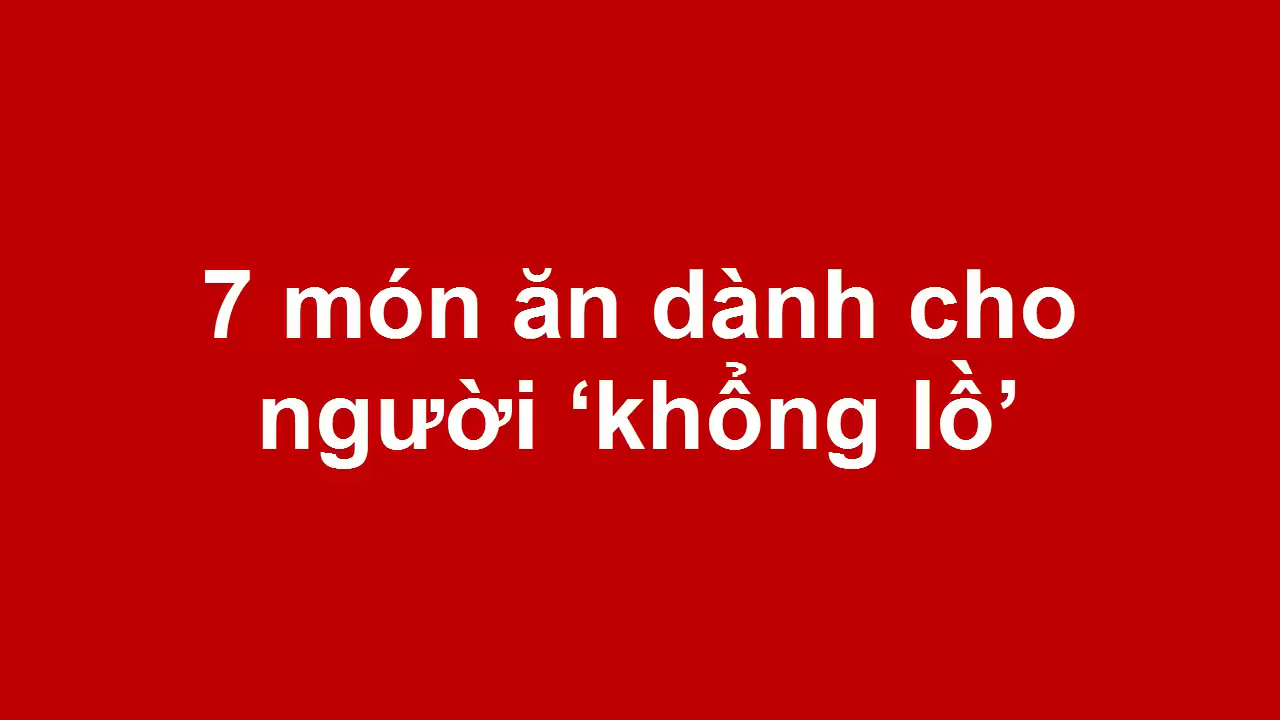 7 món ăn dành cho
người ‘khổng lồ’